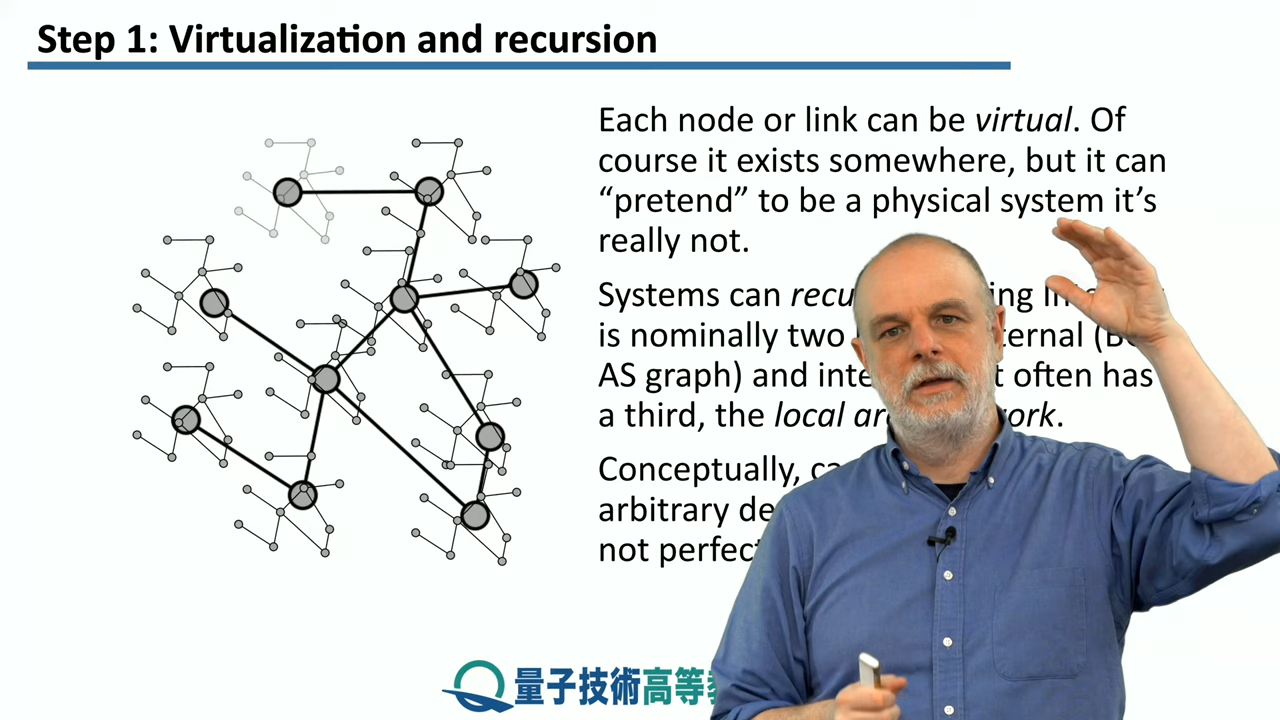 Step 1: Virtualization and recursion
Each node or link can be virtual. Of
course it exists somewhere, but it can
“pretend” to be a physical system it’s
really not.
Systems can
is nominally two
AS graph) and often has
a third, the local
Conceptually,
arbitrary
not
量子技術高等